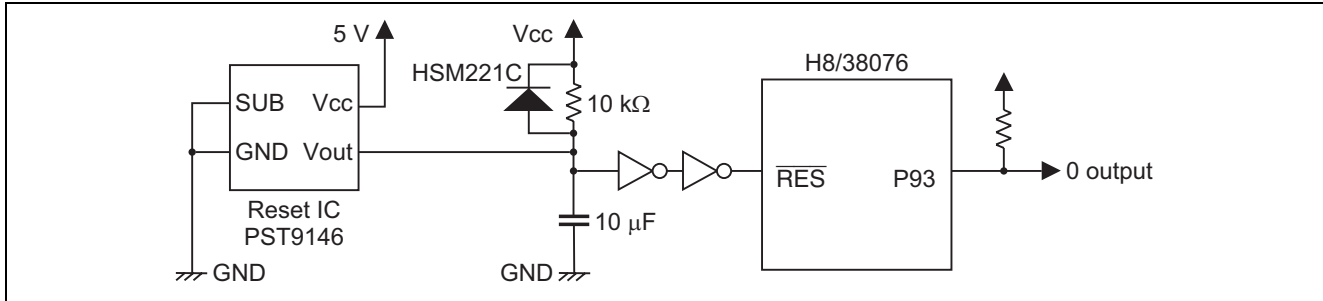 5 V
Vcc
H8/38076
HSM221C
SUB
Vcc
10 kΩ
GND
Vout
RES
P93
0 output
Reset IC
PST9146
10 μF
GND
GND